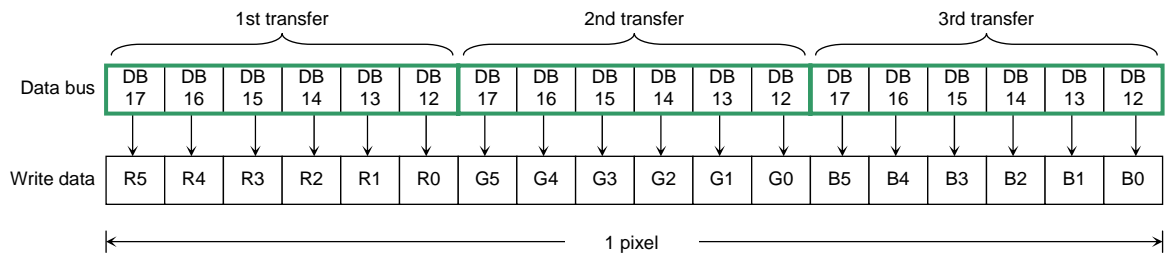 1st transfer 2nd transfer 3rd transfer
Data bus DB 17 DB 16 DB 15 DB 14 DB 13 DB 12 DB 17 DB 16 DB 15 DB 14 DB 13 DB 12 DB 17 DB 16 DB 15 DB 14 DB 13 DB 12
Write data R5 R4 R3 R2 R1 R0 G5 G4 G3 G2 G1 G0 B5 B4 B3 B2 B1 B0
1 pixel